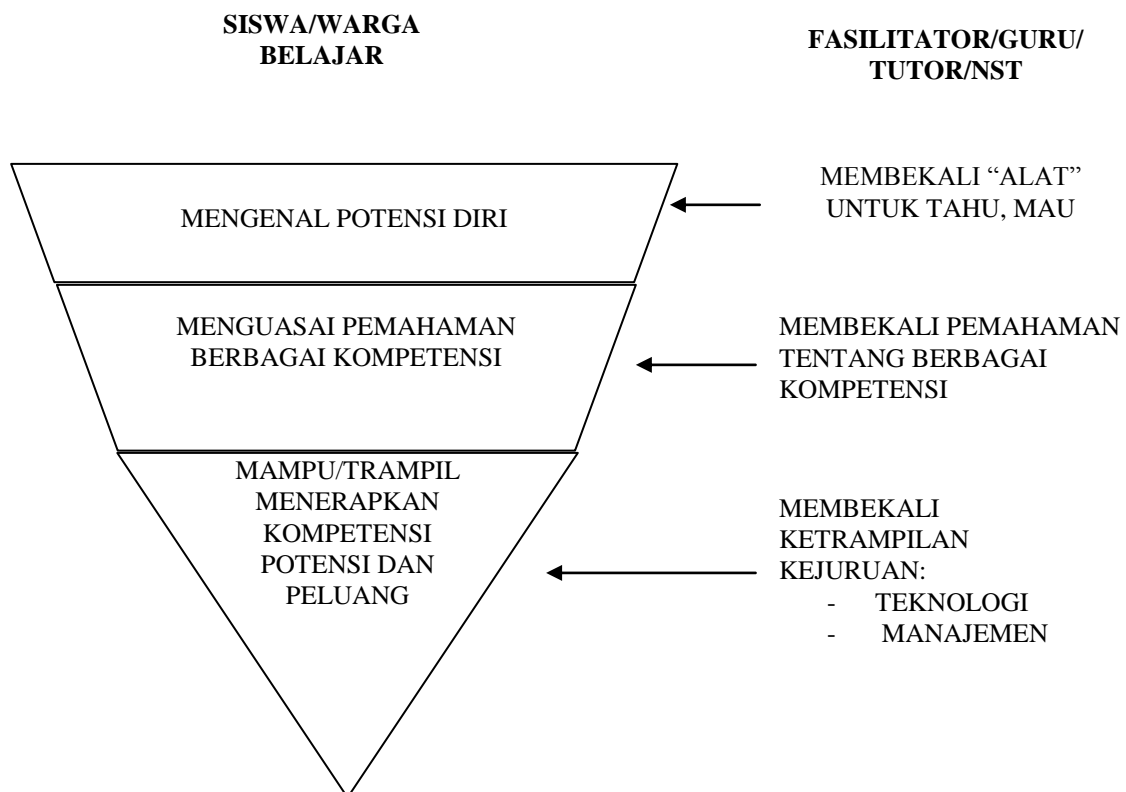 SISWA/WARGA
BELAJAR
FASILITATOR/GURU/
TUTOR/NST
MENGENAL POTENSI DIRI
MEMBEKALI “ALAT”
UNTUK TAHU, MAU
MENGUASAI PEMAHAMAN
BERBAGAI KOMPETENSI
MEMBEKALI PEMAHAMAN
TENTANG BERBAGAI
KOMPETENSI
MAMPU/TRAMPIL
MENERAPKAN
KOMPETENSI
POTENSI DAN
PELUANG
MEMBEKALI
KETRAMPILAN
KEJURUAN:
- TEKNOLOGI
- MANAJEMEN